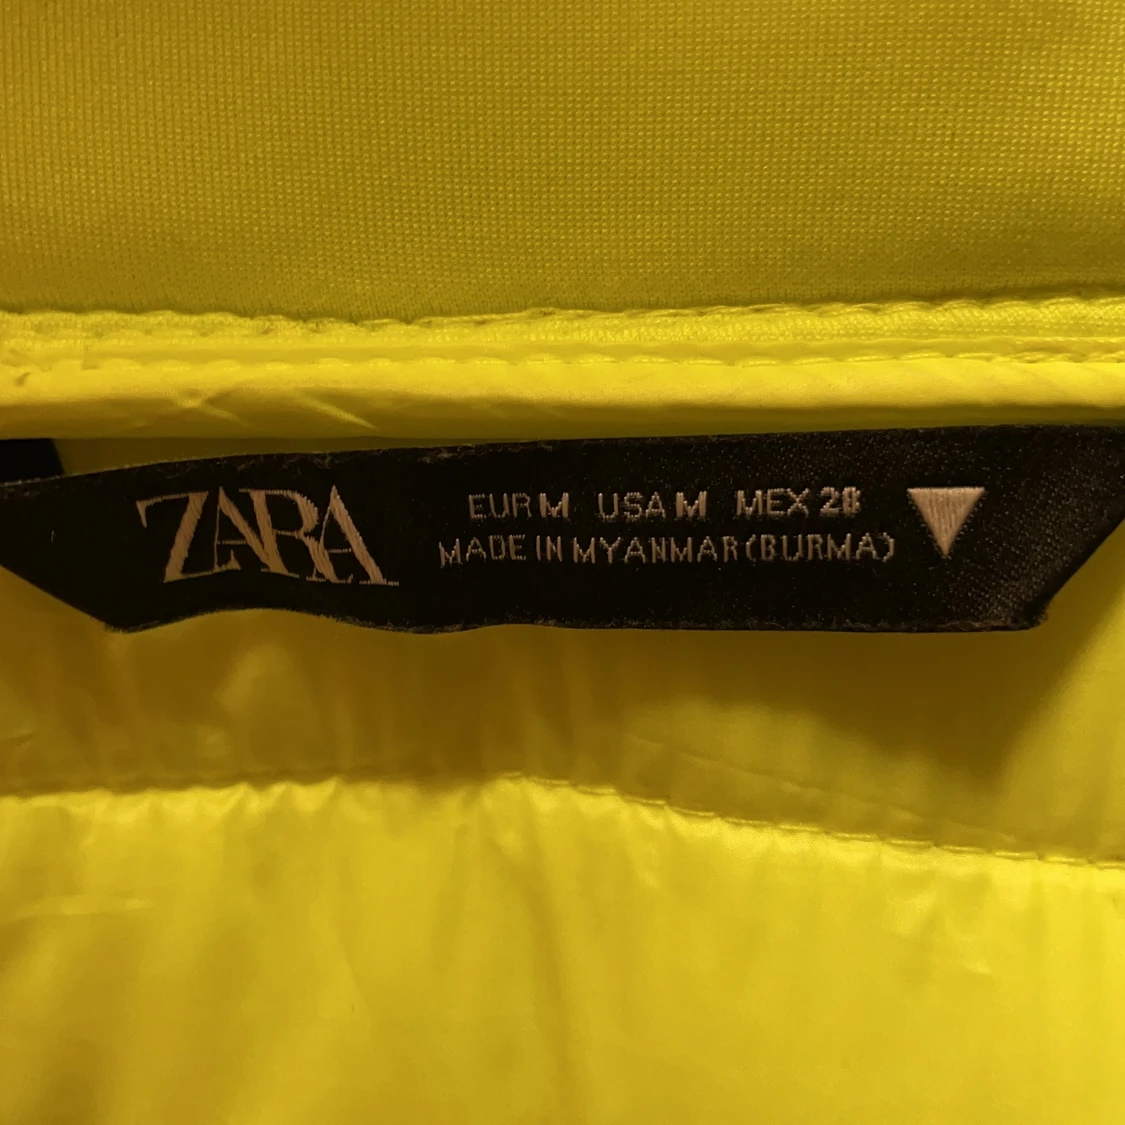 ZARA
EUR M USA M MEX 28
MADE IN MYANMAR (BURMA)